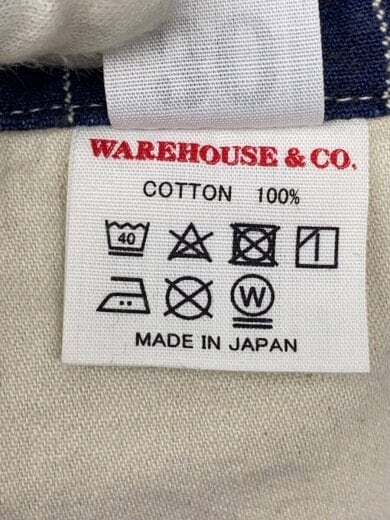 WAREHOUSE & CO.
COTTON 100%
40
W
MADE IN JAPAN